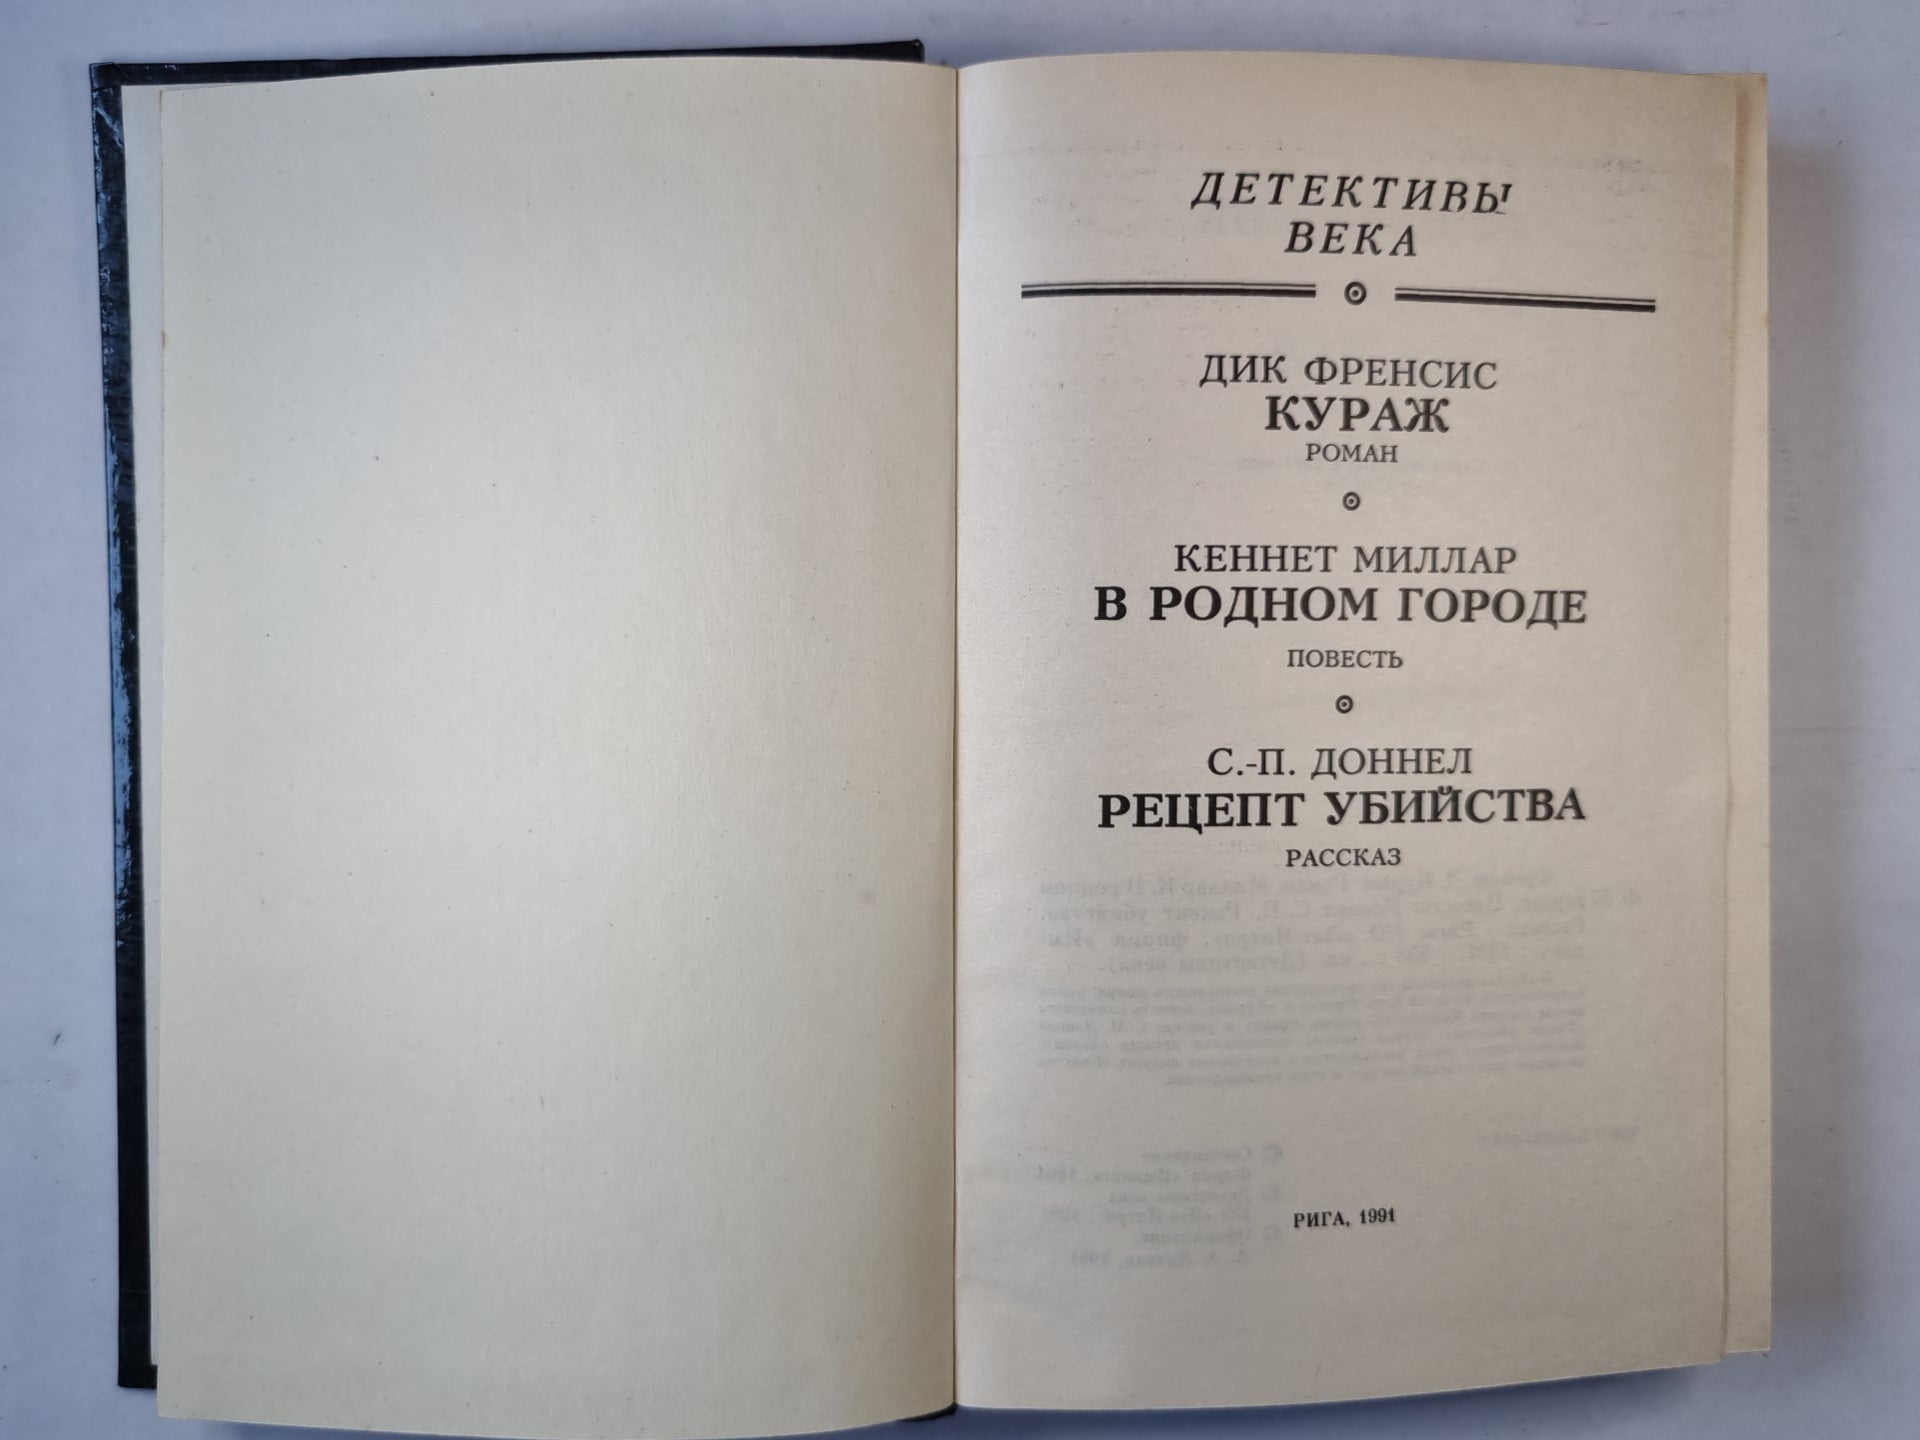 ДЕТЕКТИВЫ
ВЕКА
ДИК ФРЕНСИС
КУРАЖ
РОМАН
КЕННЕТ МИЛЛАР
В РОДНОМ ГОРОДЕ
ПОВЕСТЬ
С.-П. ДОННЕЛ
РЕЦЕПТ УБИЙСТВА
РАССКАЗ
РИГА, 1991